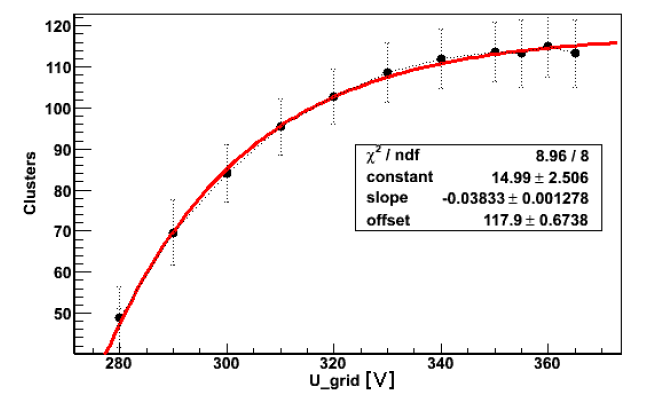 120
110
100
90
80
70
60
50
Clusters
χ² / ndf 8.96 / 8
constant 14.99 ± 2.506
slope -0.03833 ± 0.001278
offset 117.9 ± 0.6738
280 300 320 340 360
U_grid [V]